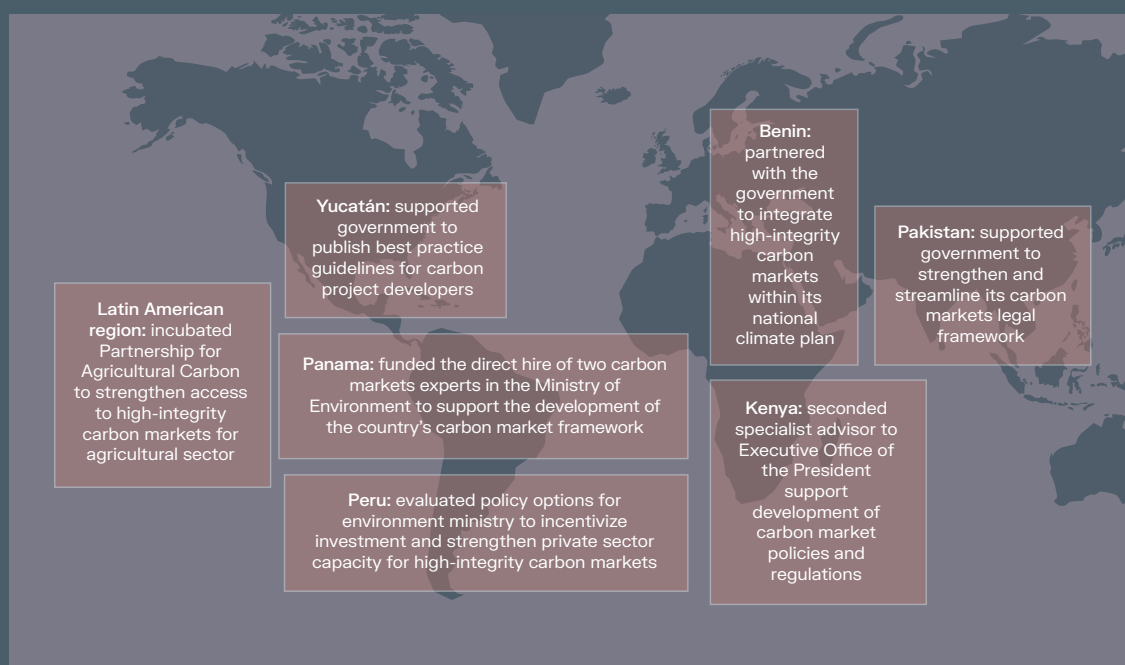 Benin:
partnered
with the
government
to integrate
high-integrity
carbon
markets
within its
national
climate plan
Yucatán: supported
government to
publish best practice
guidelines for carbon
project developers
Pakistan: supported
government to
strengthen and
streamline its carbon
markets legal
framework
Latin American
region: incubated
Partnership for
Agricultural Carbon
to strengthen access
to high-integrity
carbon markets for
agricultural sector
Panama: funded the direct hire of two carbon
markets experts in the Ministry of
Environment to support the development of
the country’s carbon market framework
Kenya: seconded
specialist advisor to
Executive Office of
the President
support
development of
carbon market
policies and
regulations
Peru: evaluated policy options for
environment ministry to incentivize
investment and strengthen private sector
capacity for high-integrity carbon markets